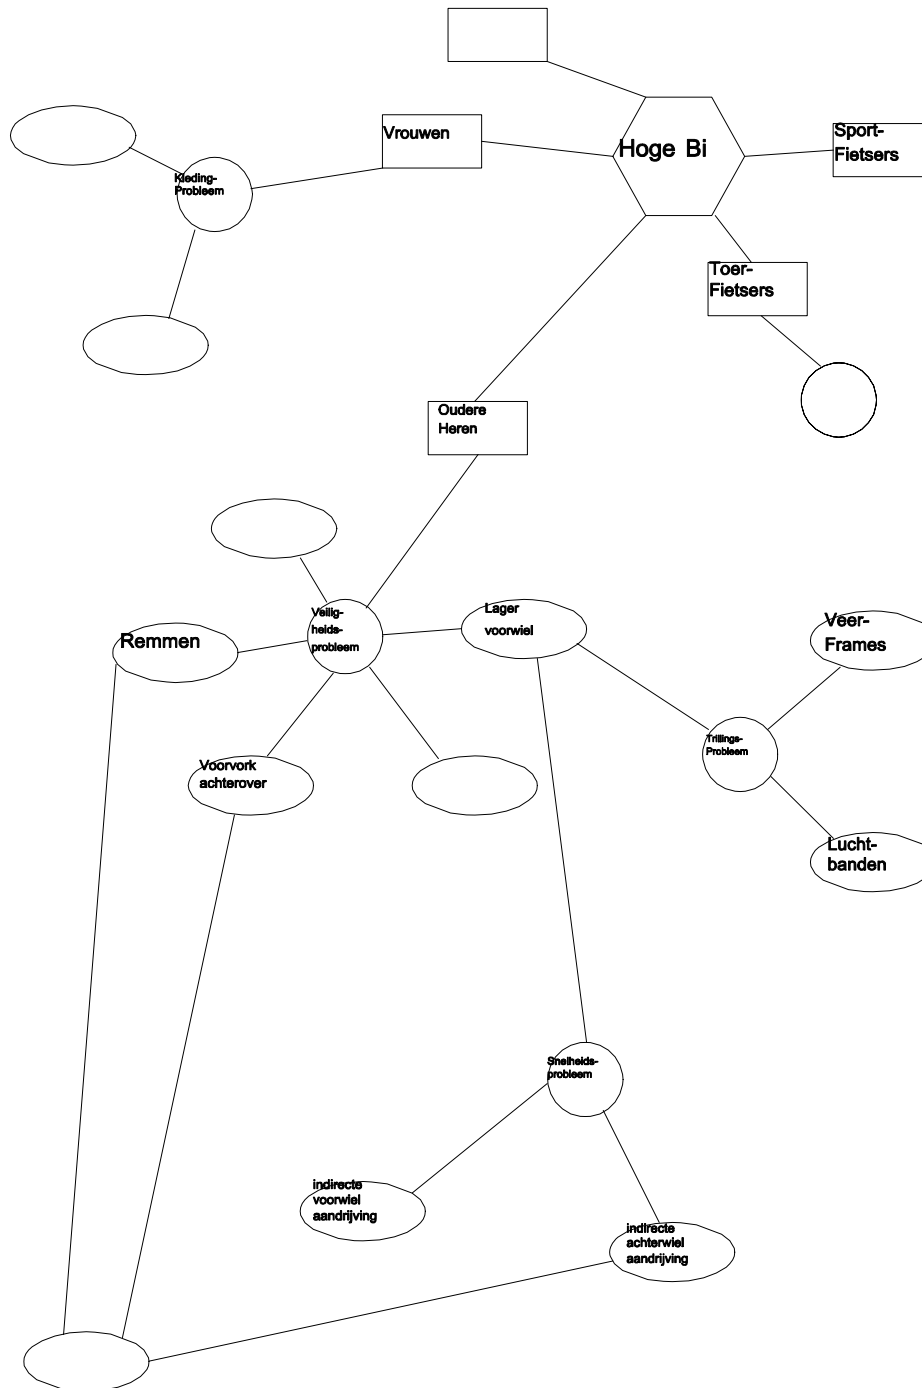 Vrouwen
Hoge Bi
Sport-
Fietsers
Kleding-
Probleem
Toer-
Fietsers
Oudere
Heren
Veilig-
heids-
probleem
Lager
voorwiel
Remmen
Veer-
Frames
Trillings-
Probleem
Voorvork
achterover
Lucht-
banden
Snelheids-
probleem
indirecte
voorwiel
aandrijving
indirecte
achterwiel
aandrijving